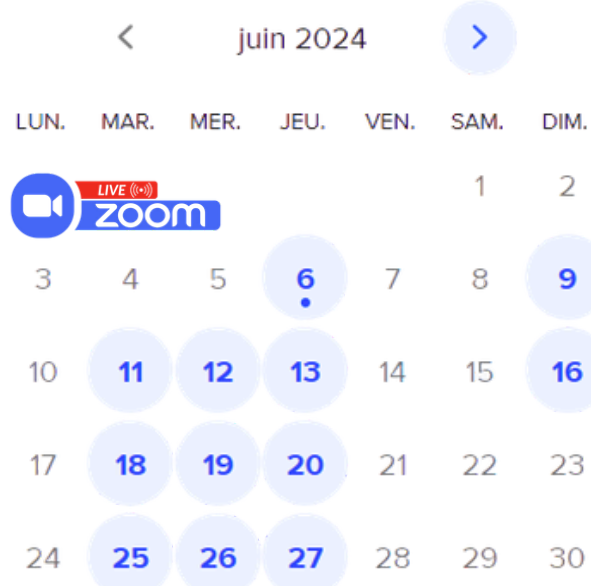 juin 2024
LUN. MAR. MER. JEU. VEN. SAM. DIM.
1 2
LIVE
zoom
3 4 5 6 7 8 9
10 11 12 13 14 15 16
17 18 19 20 21 22 23
24 25 26 27 28 29 30